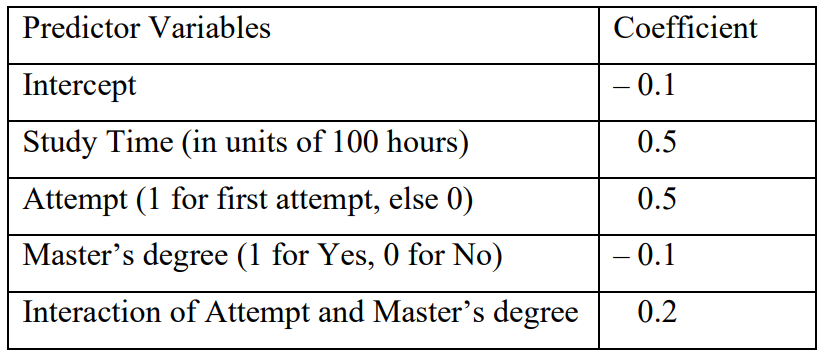 Predictor Variables Coefficient
Intercept – 0.1
Study Time (in units of 100 hours) 0.5
Attempt (1 for first attempt, else 0) 0.5
Master’s degree (1 for Yes, 0 for No) – 0.1
Interaction of Attempt and Master’s degree 0.2